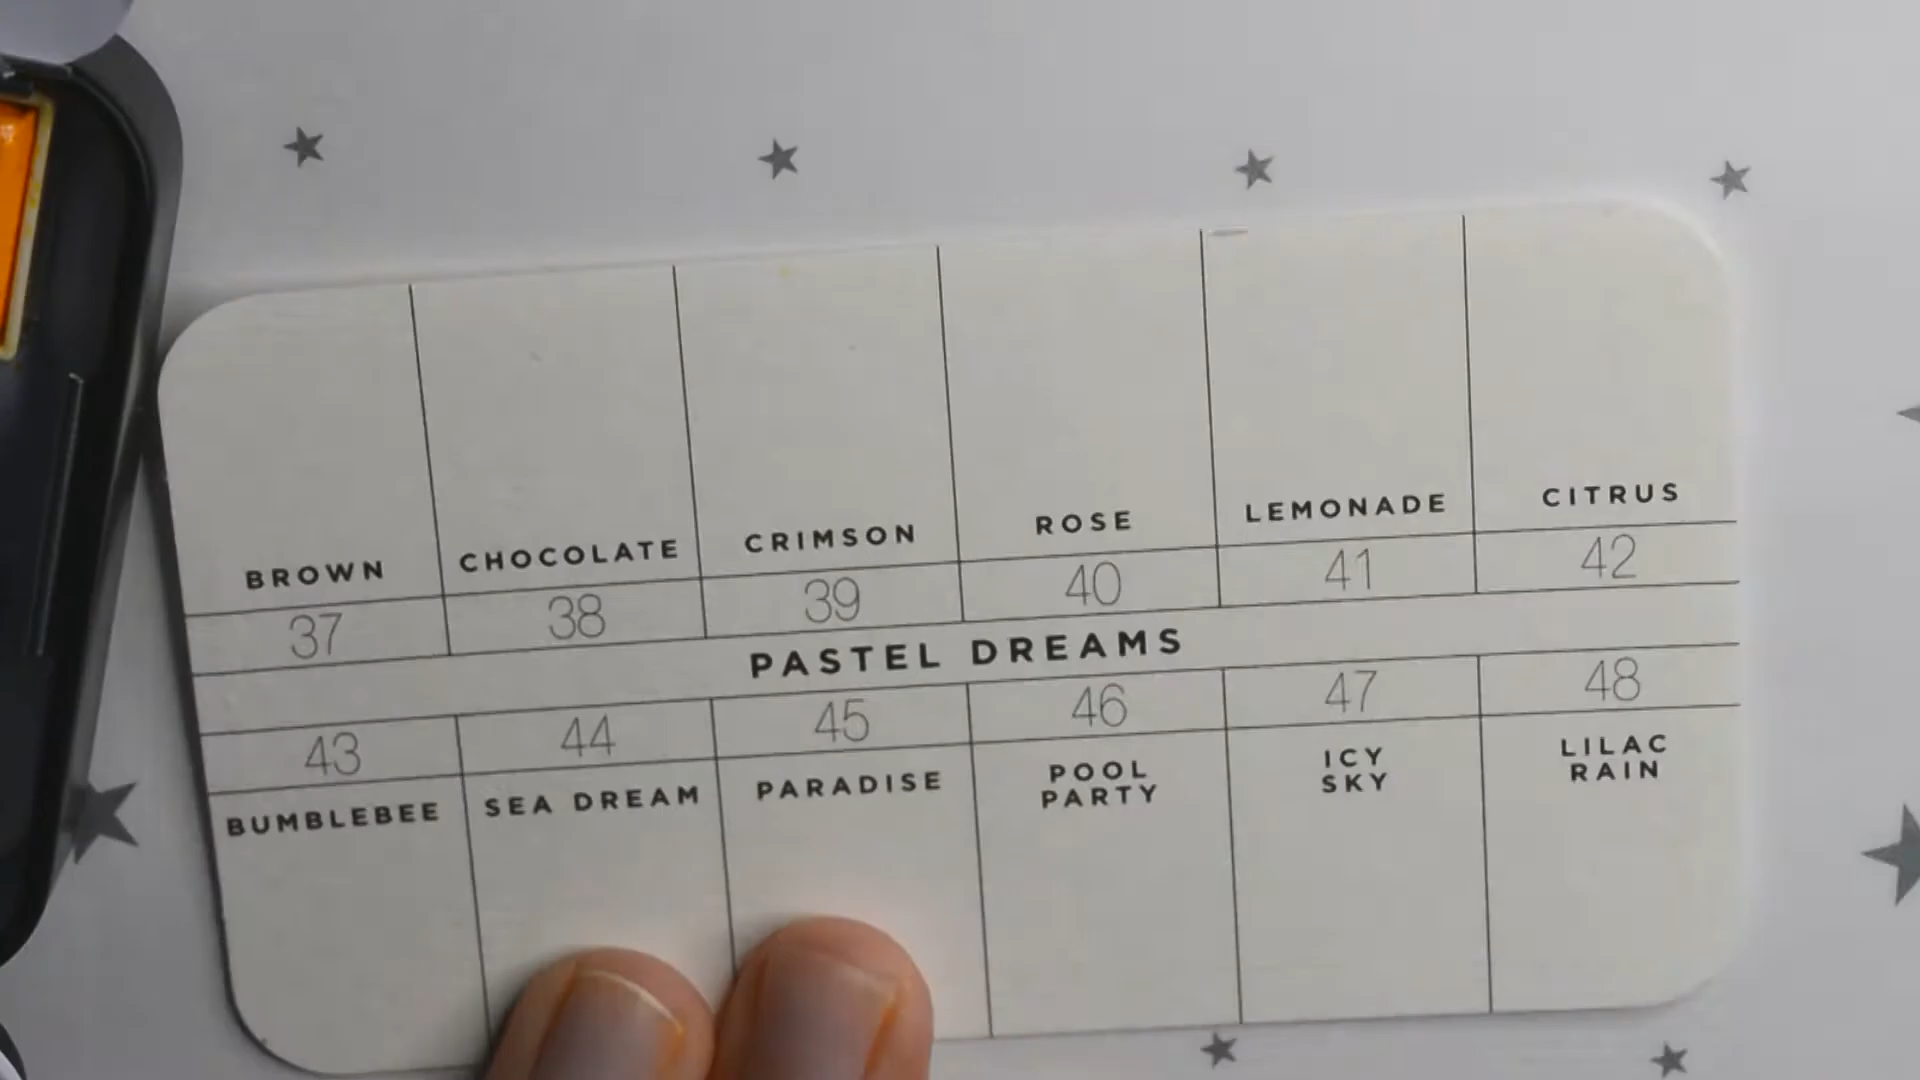 BROWN
CHOCOLATE
CRIMSON
ROSE
LEMONADE
CITRUS
37
38
39
40
41
42
PASTEL DREAMS
43
44
45
46
47
48
BUMBLEBEE
SEA DREAM
PARADISE
POOL
PARTY
ICY
SKY
LILAC
RAIN